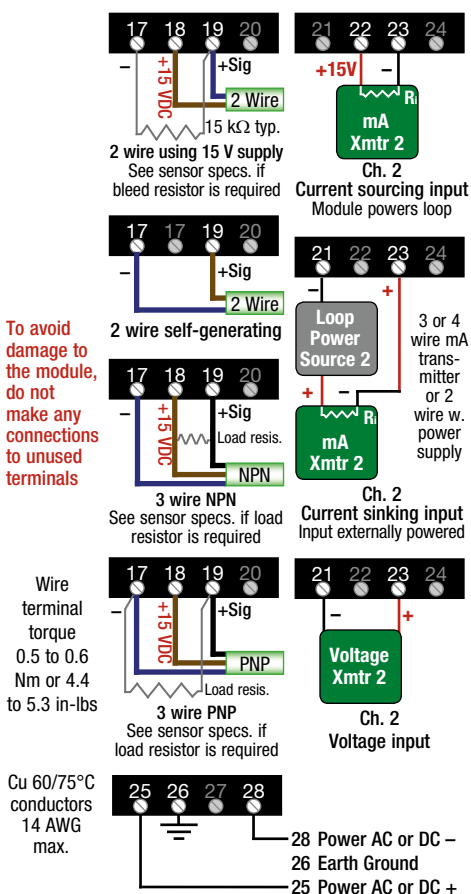 17 18 19 20
–
+15 VDC
+Sig
2 Wire
15 kΩ typ.
2 wire using 15 V supply
See sensor specs. if
bleed resistor is required
21 22 23 24
+15V
–
Ri
mA
Xmtr 2
Ch. 2
Current sourcing input
Module powers loop
17 17 19 20
–
+Sig
2 Wire
2 wire self-generating
21 22 23 24
–
+
Loop
Power
Source 2
+
–
Ri
mA
Xmtr 2
3 or 4
wire mA
trans-
mitter
or 2
wire w.
power
supply
Ch. 2
Current sinking input
Input externally powered
To avoid
damage to
the module,
do not
make any
connections
to unused
terminals
17 18 19 20
–
+15 VDC
+Sig
Load resis.
NPN
3 wire NPN
See sensor specs. if load
resistor is required
Wire
terminal
torque
0.5 to 0.6
Nm or 4.4
to 5.3 in-lbs
17 18 19 20
–
+15 VDC
+Sig
PNP
Load resis.
3 wire PNP
See sensor specs. if
load resistor is required
21 22 23 24
–
+
Voltage
Xmtr 2
Ch. 2
Voltage input
Cu 60/75°C
conductors
14 AWG
max.
25 26 27 28
28 Power AC or DC –
26 Earth Ground
25 Power AC or DC +